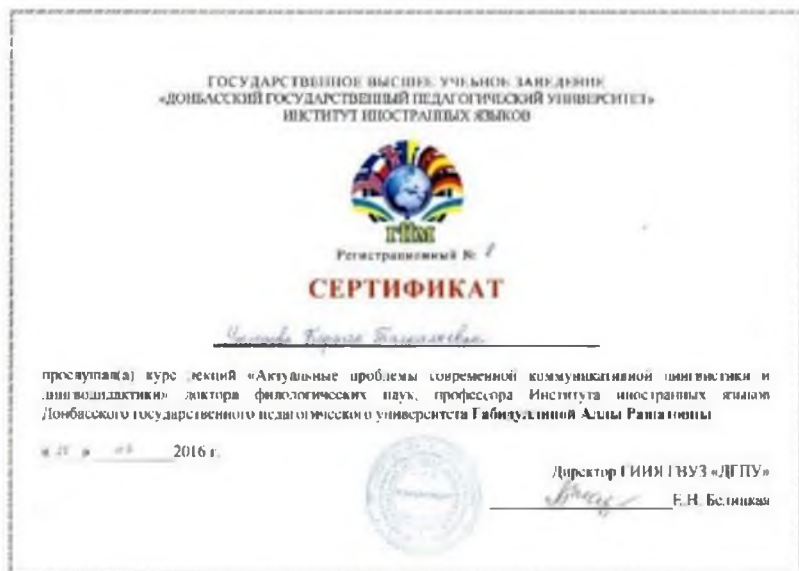 ГОСУДАРСТВЕННОЕ ВЫСШЕЕ УЧЕБНОЕ ЗАВЕДЕНИЕ
«ДОНБАССКИЙ ГОСУДАРСТВЕННЫЙ ПЕДАГОГИЧЕСКИЙ УНИВЕРСИТЕТ»
ИНСТИТУТ ИНОСТРАННЫХ ЯЗЫКОВ
Регистрационный №
СЕРТИФИКАТ
прослушал(а) курс лекций «Актуальные проблемы современной коммуникативной лингвистики и
лингводидактики» доктора филологических наук, профессора Института иностранных языков
Донбасского государственного педагогического университета Габидуллиной Аллы Рашатовны
2016 г.
Директор ГИИЯ ГВУЗ «ДГПУ»
Е.Н. Белицкая